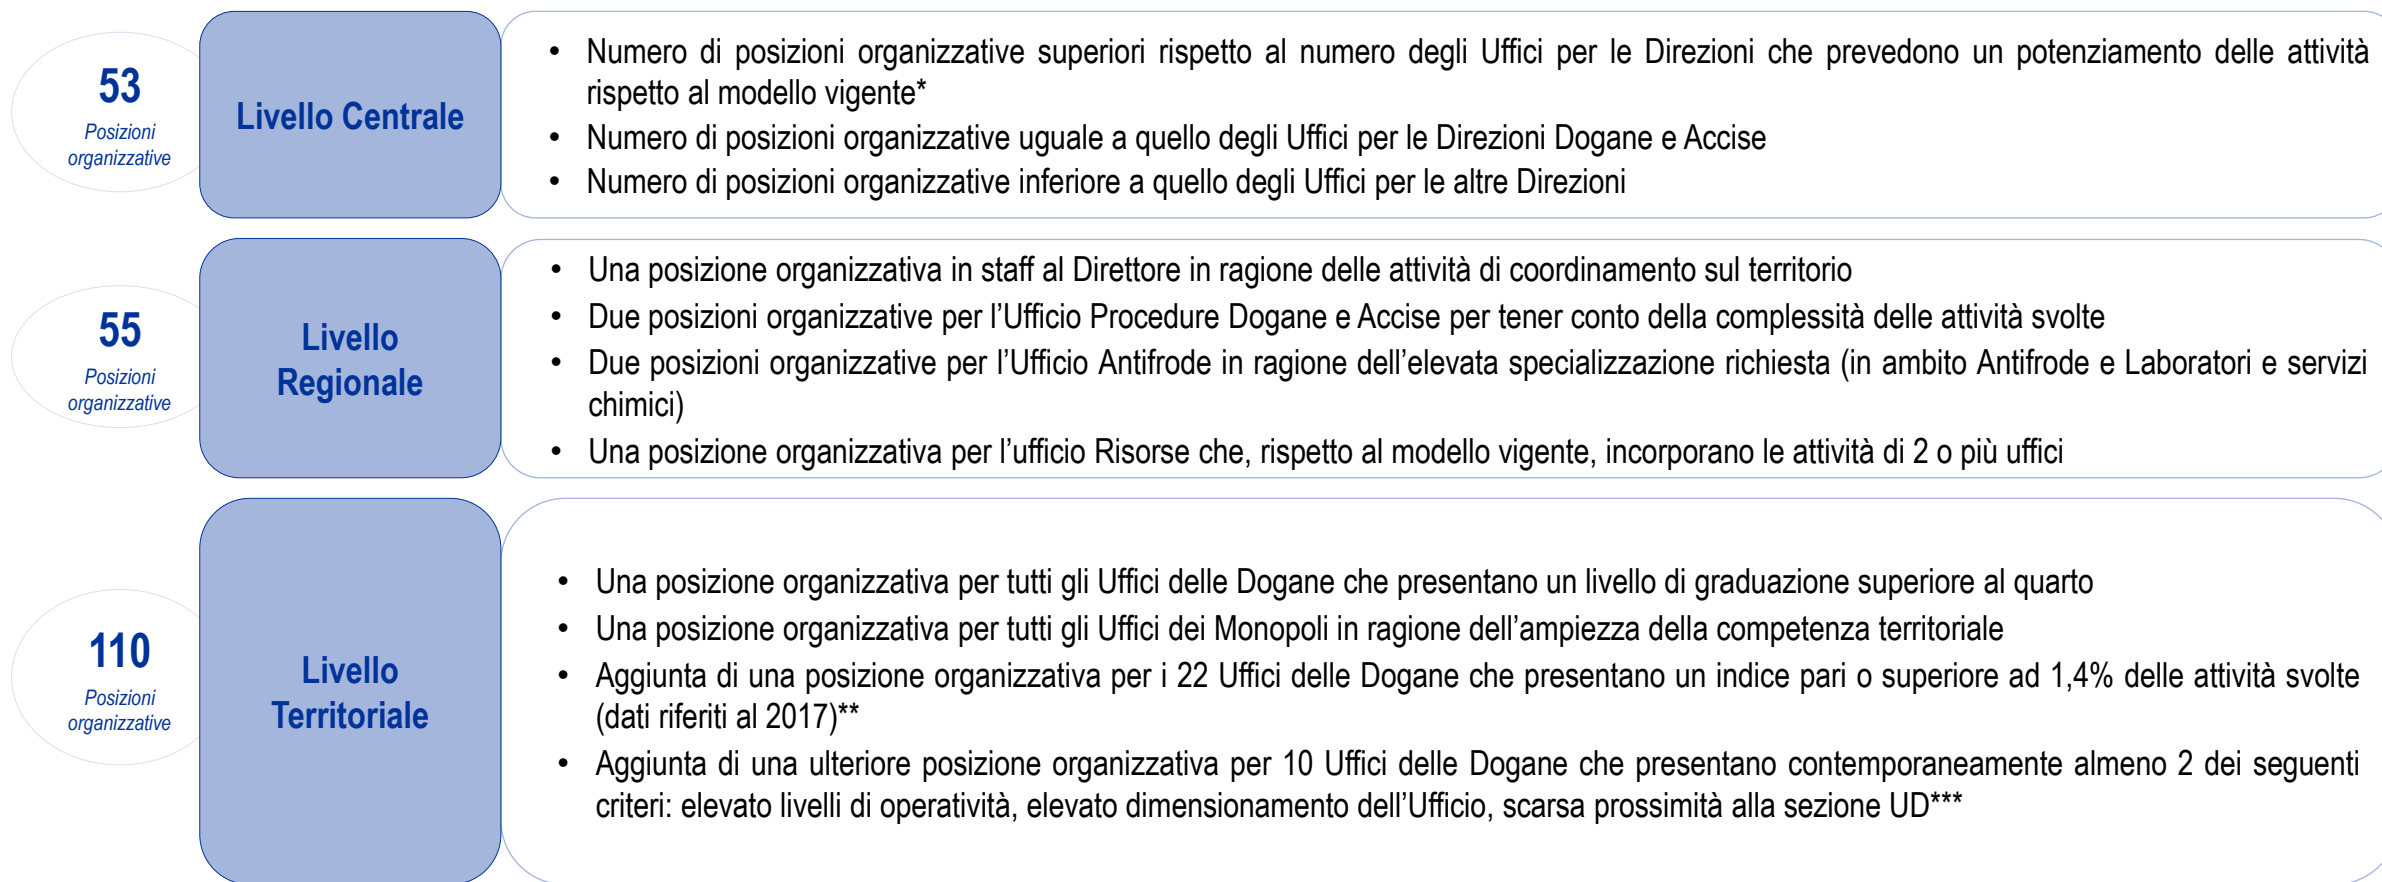 53
Posizioni
organizzative
Livello Centrale
• Numero di posizioni organizzative superiori rispetto al numero degli Uffici per le Direzioni che prevedono un potenziamento delle attività
rispetto al modello vigente*
• Numero di posizioni organizzative uguale a quello degli Uffici per le Direzioni Dogane e Accise
• Numero di posizioni organizzative inferiore a quello degli Uffici per le altre Direzioni
55
Posizioni
organizzative
Livello
Regionale
• Una posizione organizzativa in staff al Direttore in ragione delle attività di coordinamento sul territorio
• Due posizioni organizzative per l’Ufficio Procedure Dogane e Accise per tener conto della complessità delle attività svolte
• Due posizioni organizzative per l’Ufficio Antifrode in ragione dell’elevata specializzazione richiesta (in ambito Antifrode e Laboratori e servizi
chimici)
• Una posizione organizzativa per l’ufficio Risorse che, rispetto al modello vigente, incorporano le attività di 2 o più uffici
110
Posizioni
organizzative
Livello
Territoriale
• Una posizione organizzativa per tutti gli Uffici delle Dogane che presentano un livello di graduazione superiore al quarto
• Una posizione organizzativa per tutti gli Uffici dei Monopoli in ragione dell’ampiezza della competenza territoriale
• Aggiunta di una posizione organizzativa per i 22 Uffici delle Dogane che presentano un indice pari o superiore ad 1,4% delle attività svolte
(dati riferiti al 2017)**
• Aggiunta di una ulteriore posizione organizzativa per 10 Uffici delle Dogane che presentano contemporaneamente almeno 2 dei seguenti
criteri: elevato livelli di operatività, elevato dimensionamento dell’Ufficio, scarsa prossimità alla sezione UD***